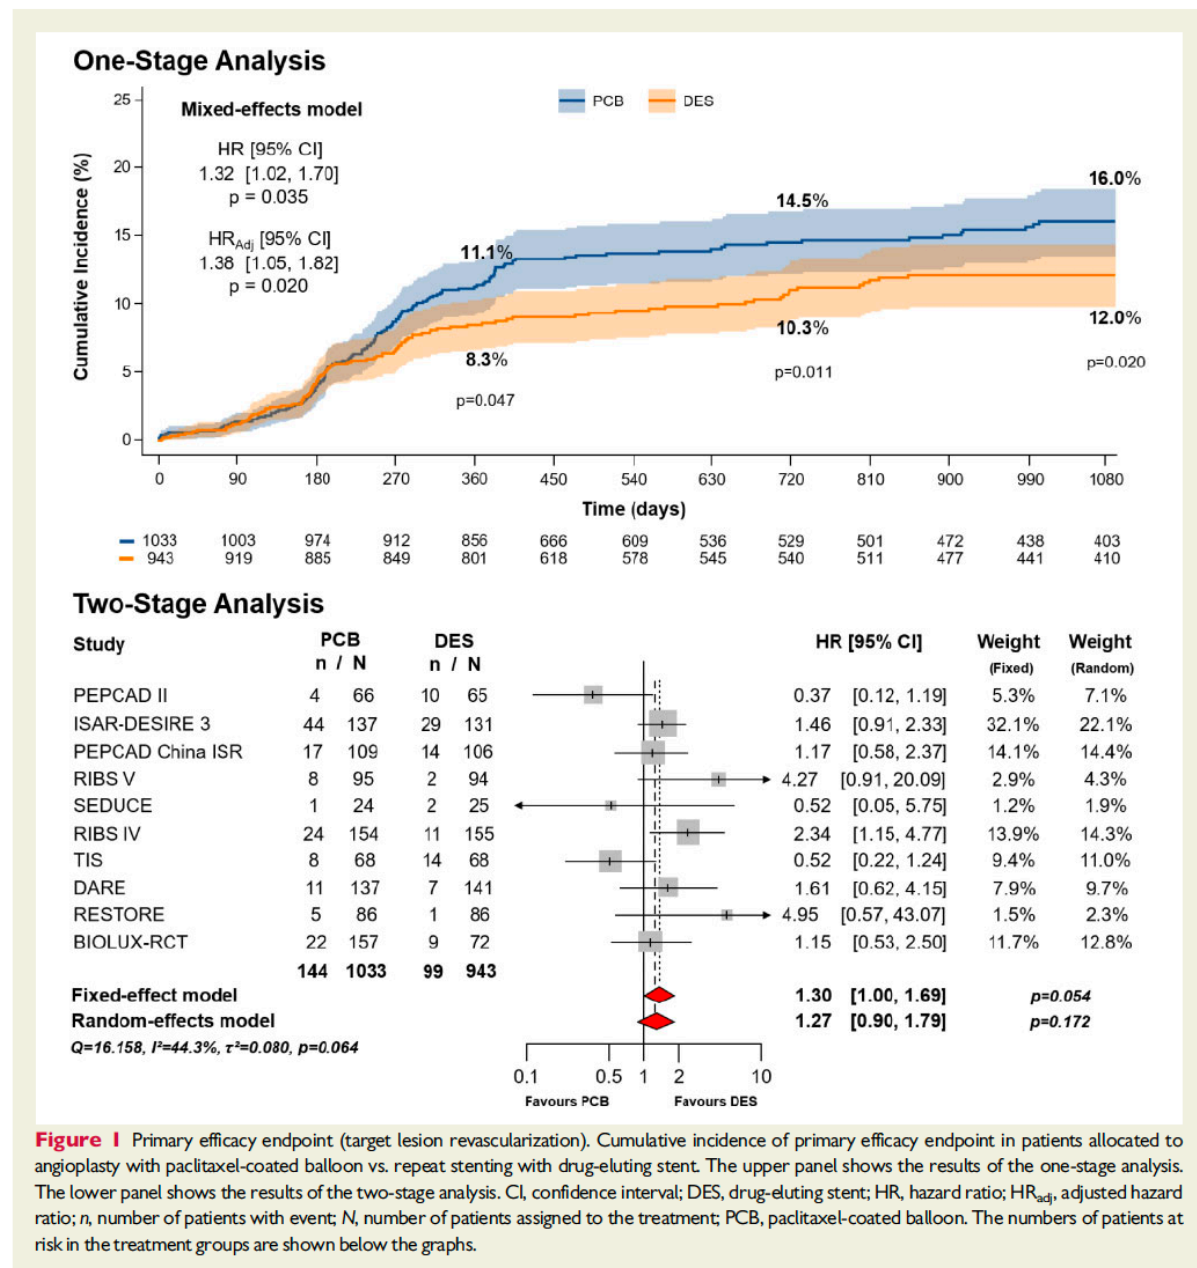 One-Stage Analysis
25
20
15
10
5
0
Cumulative Incidence (%)
Mixed-effects model
HR [95% CI]
1.32 [1.02, 1.70]
p = 0.035
HRAdj [95% CI]
1.38 [1.05, 1.82]
p = 0.020
PCB DES
11.1%
14.5%
16.0%
8.3%
10.3%
12.0%
p=0.047
p=0.011
p=0.020
0 90 180 270 360 450 540 630 720 810 900 990 1080
Time (days)
1033 1003 974 912 856 666 609 536 529 501 472 438 403
943 919 885 849 801 618 578 545 540 511 477 441 410
Two-Stage Analysis
Study PCB DES HR [95% CI] Weight Weight
n / N n / N (Fixed) (Random)
PEPCAD II 4 66 10 65 0.37 [0.12, 1.19] 5.3% 7.1%
ISAR-DESIRE 3 44 137 29 131 1.46 [0.91, 2.33] 32.1% 22.1%
PEPCAD China ISR 17 109 14 106 1.17 [0.58, 2.37] 14.1% 14.4%
RIBS V 8 95 2 94 4.27 [0.91, 20.09] 2.9% 4.3%
SEDUCE 1 24 2 25 0.52 [0.05, 5.75] 1.2% 1.9%
RIBS IV 24 154 11 155 2.34 [1.15, 4.77] 13.9% 14.3%
TIS 8 68 14 68 0.52 [0.22, 1.24] 9.4% 11.0%
DARE 11 137 7 141 1.61 [0.62, 4.15] 7.9% 9.7%
RESTORE 5 86 1 86 4.95 [0.57, 43.07] 1.5% 2.3%
BIOLUX-RCT 22 157 9 72 1.15 [0.53, 2.50] 11.7% 12.8%
144 1033 99 943
Fixed-effect model 1.30 [1.00, 1.69] p=0.054
Random-effects model 1.27 [0.90, 1.79] p=0.172
Q=16.158, I²=44.3%, τ²=0.080, p=0.064
0.1 0.5 1 2 10
Favours PCB Favours DES
Figure 1 Primary efficacy endpoint (target lesion revascularization). Cumulative incidence of primary efficacy endpoint in patients allocated to
angioplasty with paclitaxel-coated balloon vs. repeat stenting with drug-eluting stent. The upper panel shows the results of the one-stage analysis.
The lower panel shows the results of the two-stage analysis. CI, confidence interval; DES, drug-eluting stent; HR, hazard ratio; HRadj, adjusted hazard
ratio; n, number of patients with event; N, number of patients assigned to the treatment; PCB, paclitaxel-coated balloon. The numbers of patients at
risk in the treatment groups are shown below the graphs.